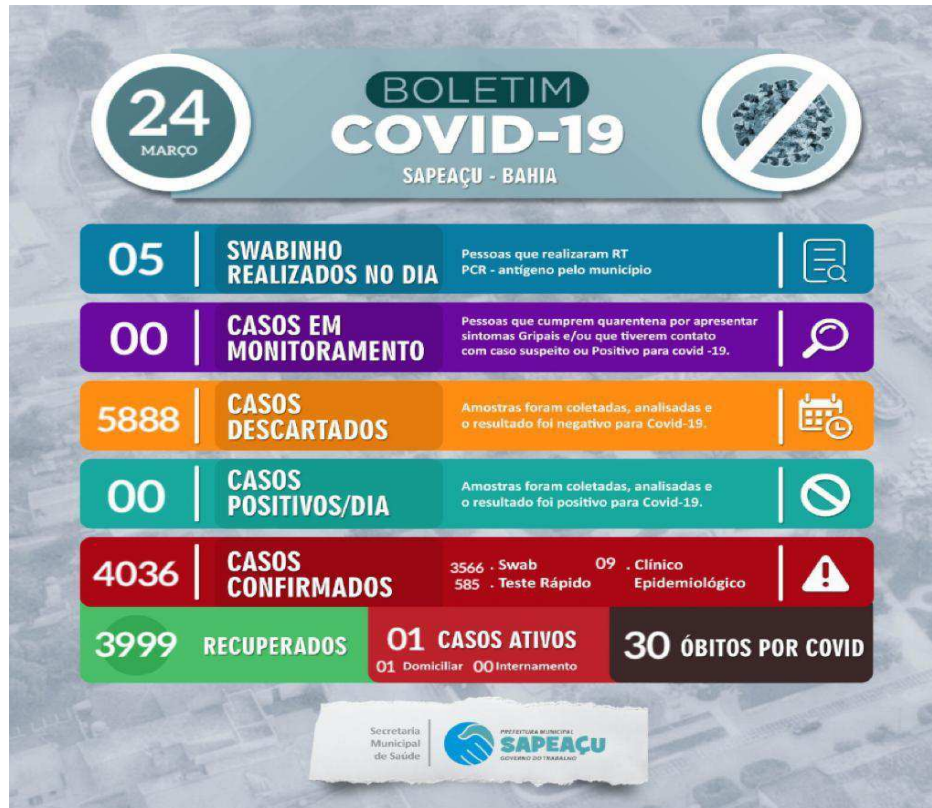 24
MARÇO
BOLETIM
COVID-19
SAPEAÇU - BAHIA
05
SWABINHO
REALIZADOS NO DIA
Pessoas que realizaram RT
PCR - antígeno pelo município
00
CASOS EM
MONITORAMENTO
Pessoas que cumprem quarentena por apresentar
sintomas Gripais e/ou que tiverem contato
com caso suspeito ou Positivo para covid -19.
5888
CASOS
DESCARTADOS
Amostras foram coletadas, analisadas e
o resultado foi negativo para Covid-19.
00
CASOS
POSITIVOS/DIA
Amostras foram coletadas, analisadas e
o resultado foi positivo para Covid-19.
4036
CASOS
CONFIRMADOS
3566 . Swab 09 . Clínico
585 . Teste Rápido Epidemiológico
3999 RECUPERADOS
01 CASOS ATIVOS
01 Domiciliar 00 Internamento
30 ÓBITOS POR COVID
Secretaria
Municipal
de Saúde
PREFEITURA MUNICIPAL
SAPEAÇU
GOVERNO DO TRABALHO